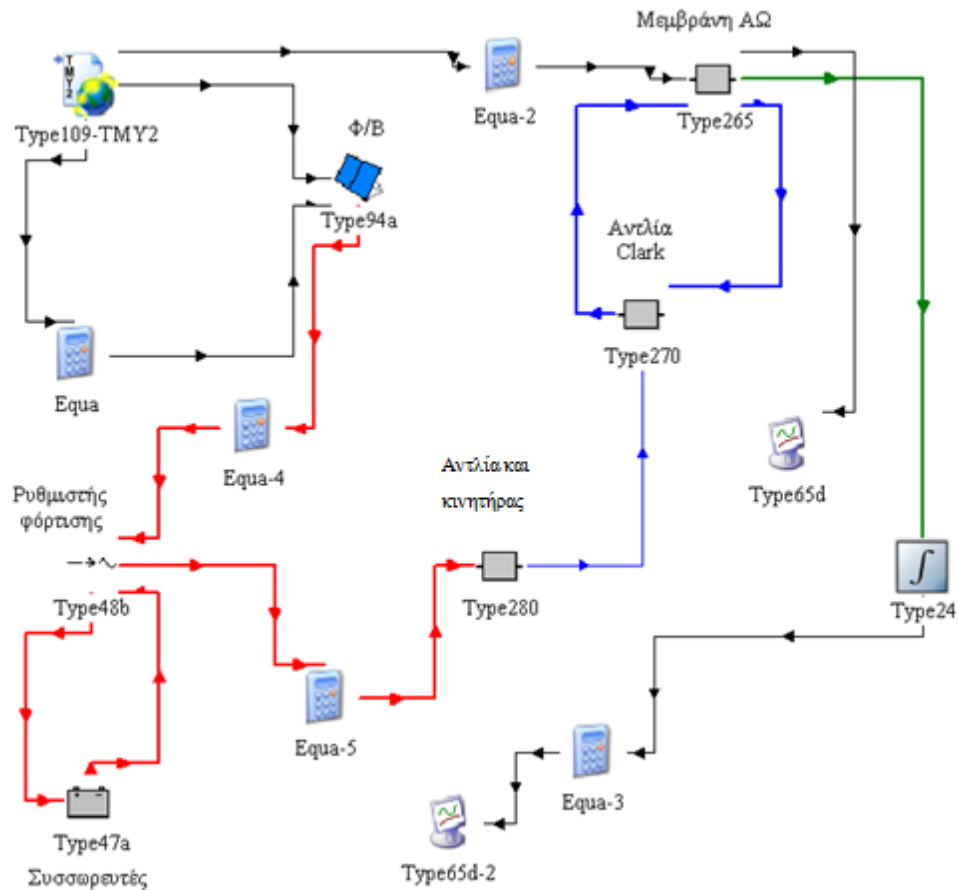 Μεμβράνη ΑΩ
TMY2
Type109-TMY2
Equa-2
Type265
Φ/Β
Type94a
Αντλία
Clark
Type270
Equa
Equa-4
Type65d
Αντλία και
κινητήρας
Ρυθμιστής
φόρτισης
Type48b
Type280
∫
Type24
Equa-5
Equa-3
Type47a
Type65d-2
Συσσωρευτές